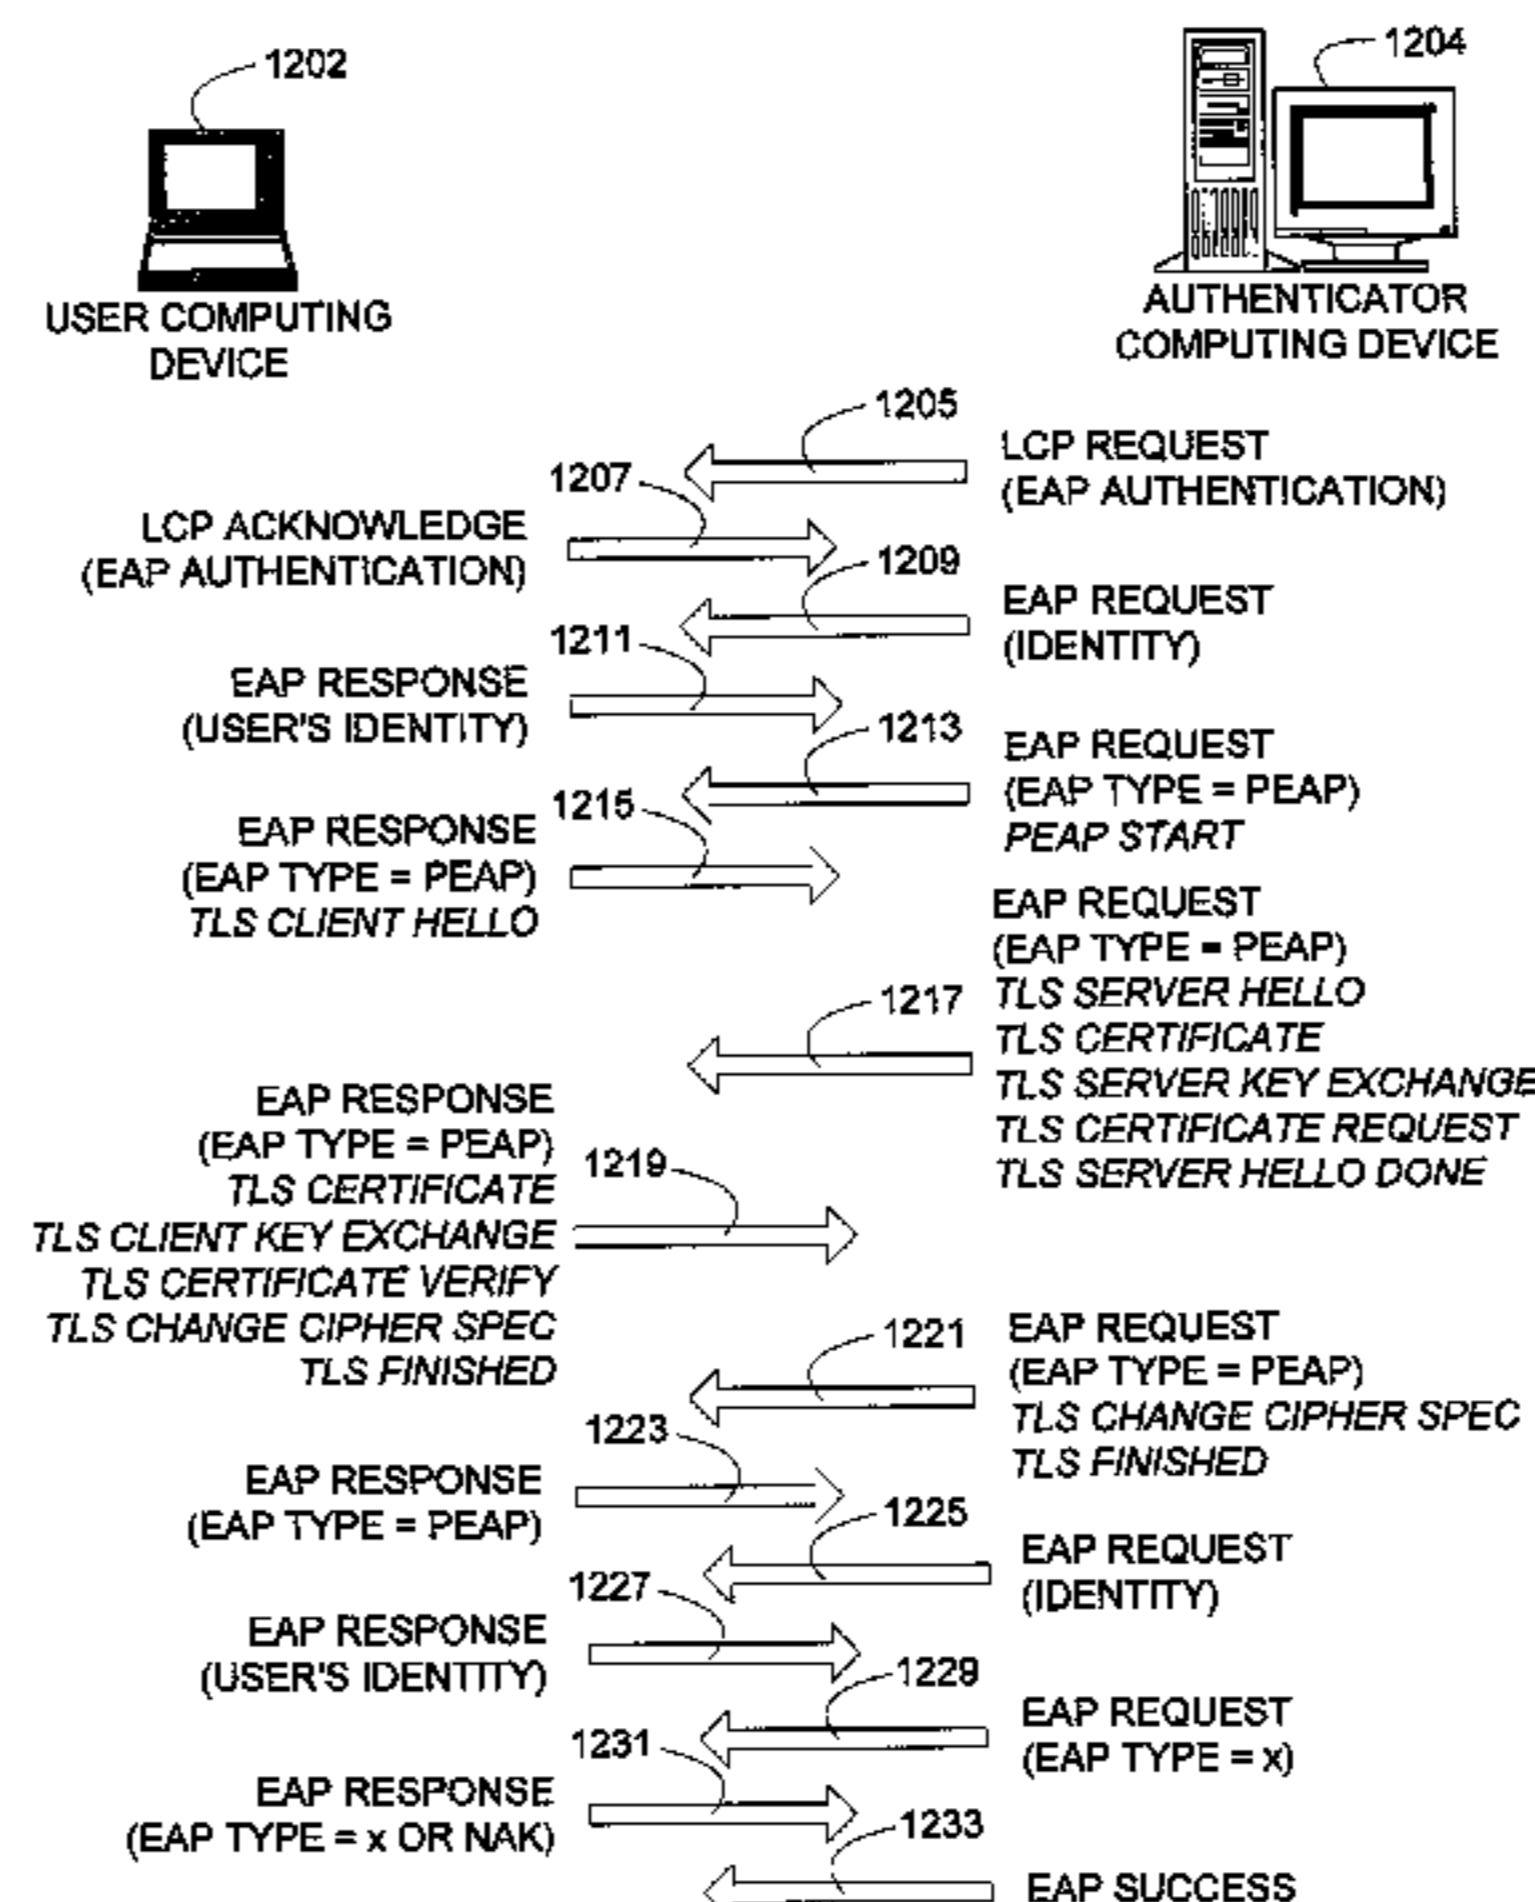 1202
1204
USER COMPUTING
DEVICE
AUTHENTICATOR
COMPUTING DEVICE
1205
LCP REQUEST
(EAP AUTHENTICATION)
1207
LCP ACKNOWLEDGE
(EAP AUTHENTICATION)
1209
EAP REQUEST
(IDENTITY)
1211
EAP RESPONSE
(USER'S IDENTITY)
1213
EAP REQUEST
(EAP TYPE = PEAP)
PEAP START
1215
EAP RESPONSE
(EAP TYPE = PEAP)
TLS CLIENT HELLO
1217
EAP REQUEST
(EAP TYPE = PEAP)
TLS SERVER HELLO
TLS CERTIFICATE
TLS SERVER KEY EXCHANGE
TLS CERTIFICATE REQUEST
TLS SERVER HELLO DONE
1219
EAP RESPONSE
(EAP TYPE = PEAP)
TLS CERTIFICATE
TLS CLIENT KEY EXCHANGE
TLS CERTIFICATE VERIFY
TLS CHANGE CIPHER SPEC
TLS FINISHED
1221
EAP REQUEST
(EAP TYPE = PEAP)
TLS CHANGE CIPHER SPEC
TLS FINISHED
1223
EAP RESPONSE
(EAP TYPE = PEAP)
1225
EAP REQUEST
(IDENTITY)
1227
EAP RESPONSE
(USER'S IDENTITY)
1229
EAP REQUEST
(EAP TYPE = x)
1231
EAP RESPONSE
(EAP TYPE = x OR NAK)
1233
EAP SUCCESS